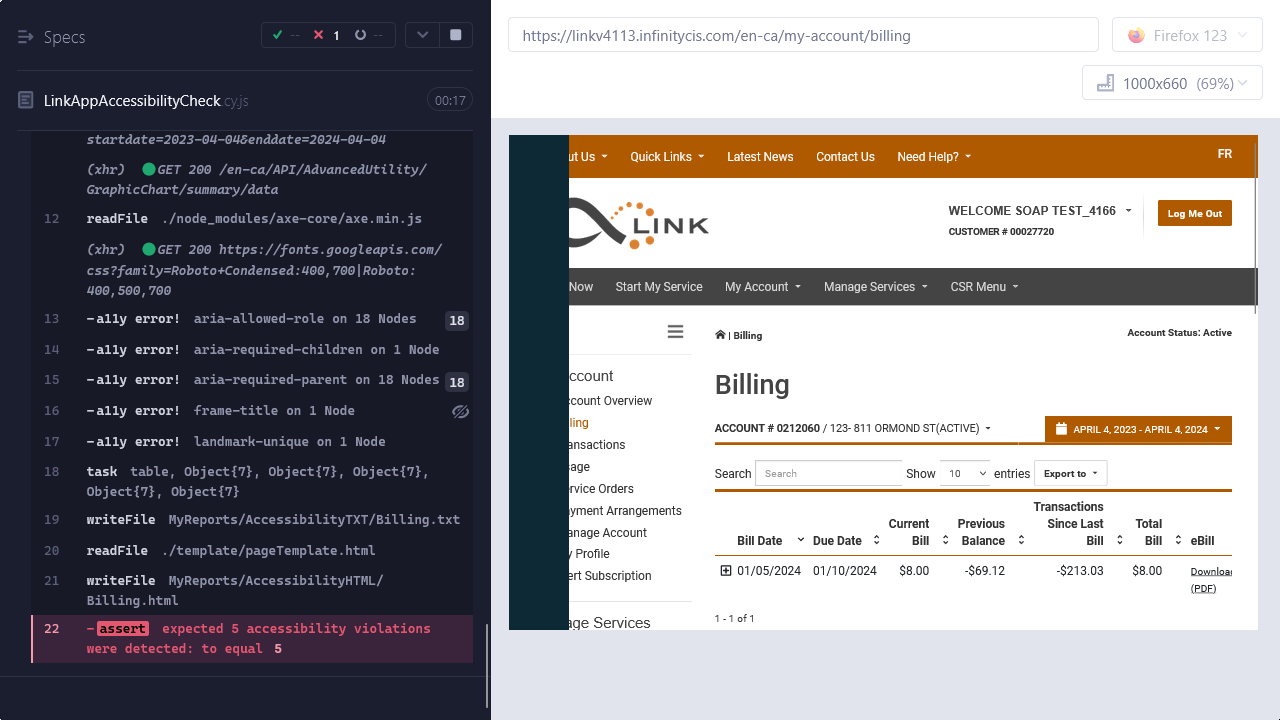 Specs
-- 1 --
LinkAppAccessibilityCheck.cy.js 00:17
startdate=2023-04-04&enddate=2024-04-04
(xhr) GET 200 /en-ca/API/AdvancedUtility/
GraphicChart/summary/data
12 readFile ./node_modules/axe-core/axe.min.js
(xhr) GET 200 https://fonts.googleapis.com/
css?family=Roboto+Condensed:400,700|Roboto:
400,500,700
13 -a11y error! aria-allowed-role on 18 Nodes 18
14 -a11y error! aria-required-children on 1 Node
15 -a11y error! aria-required-parent on 18 Nodes 18
16 -a11y error! frame-title on 1 Node
17 -a11y error! landmark-unique on 1 Node
18 task table, Object{7}, Object{7}, Object{7},
Object{7}, Object{7}
19 writeFile MyReports/AccessibilityTXT/Billing.txt
20 readFile ./template/pageTemplate.html
21 writeFile MyReports/AccessibilityHTML/
Billing.html
22 -assert expected 5 accessibility violations
were detected: to equal 5
https://linkv4113.infinitycis.com/en-ca/my-account/billing
Firefox 123
1000x660 (69%)
ut Us Quick Links Latest News Contact Us Need Help? FR
LINK
WELCOME SOAP TEST_4166
CUSTOMER # 00027720
Log Me Out
Now Start My Service My Account Manage Services CSR Menu
ccount
ccount Overview
ling
ansactions
sage
ervice Orders
ayment Arrangements
anage Account
y Profile
ert Subscription
age Services
| Billing
Account Status: Active
Billing
ACCOUNT # 0212060 / 123- 811 ORMOND ST(ACTIVE)
APRIL 4, 2023 - APRIL 4, 2024
Search Search Show 10 entries Export to
Bill Date Due Date Current Bill Previous Balance Transactions Since Last Bill Total Bill eBill
01/05/2024 01/10/2024 $8.00 -$69.12 -$213.03 $8.00 Downloa
(PDF)
1 - 1 of 1